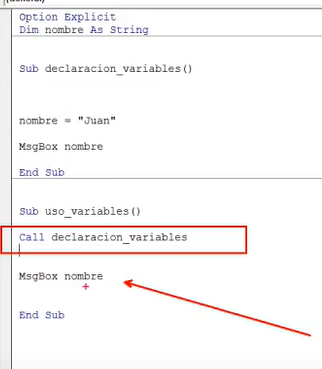 Option Explicit
Dim nombre As String
Sub declaracion_variables()
nombre = "Juan"
MsgBox nombre
End Sub
Sub uso_variables()
Call declaracion_variables
MsgBox nombre
End Sub